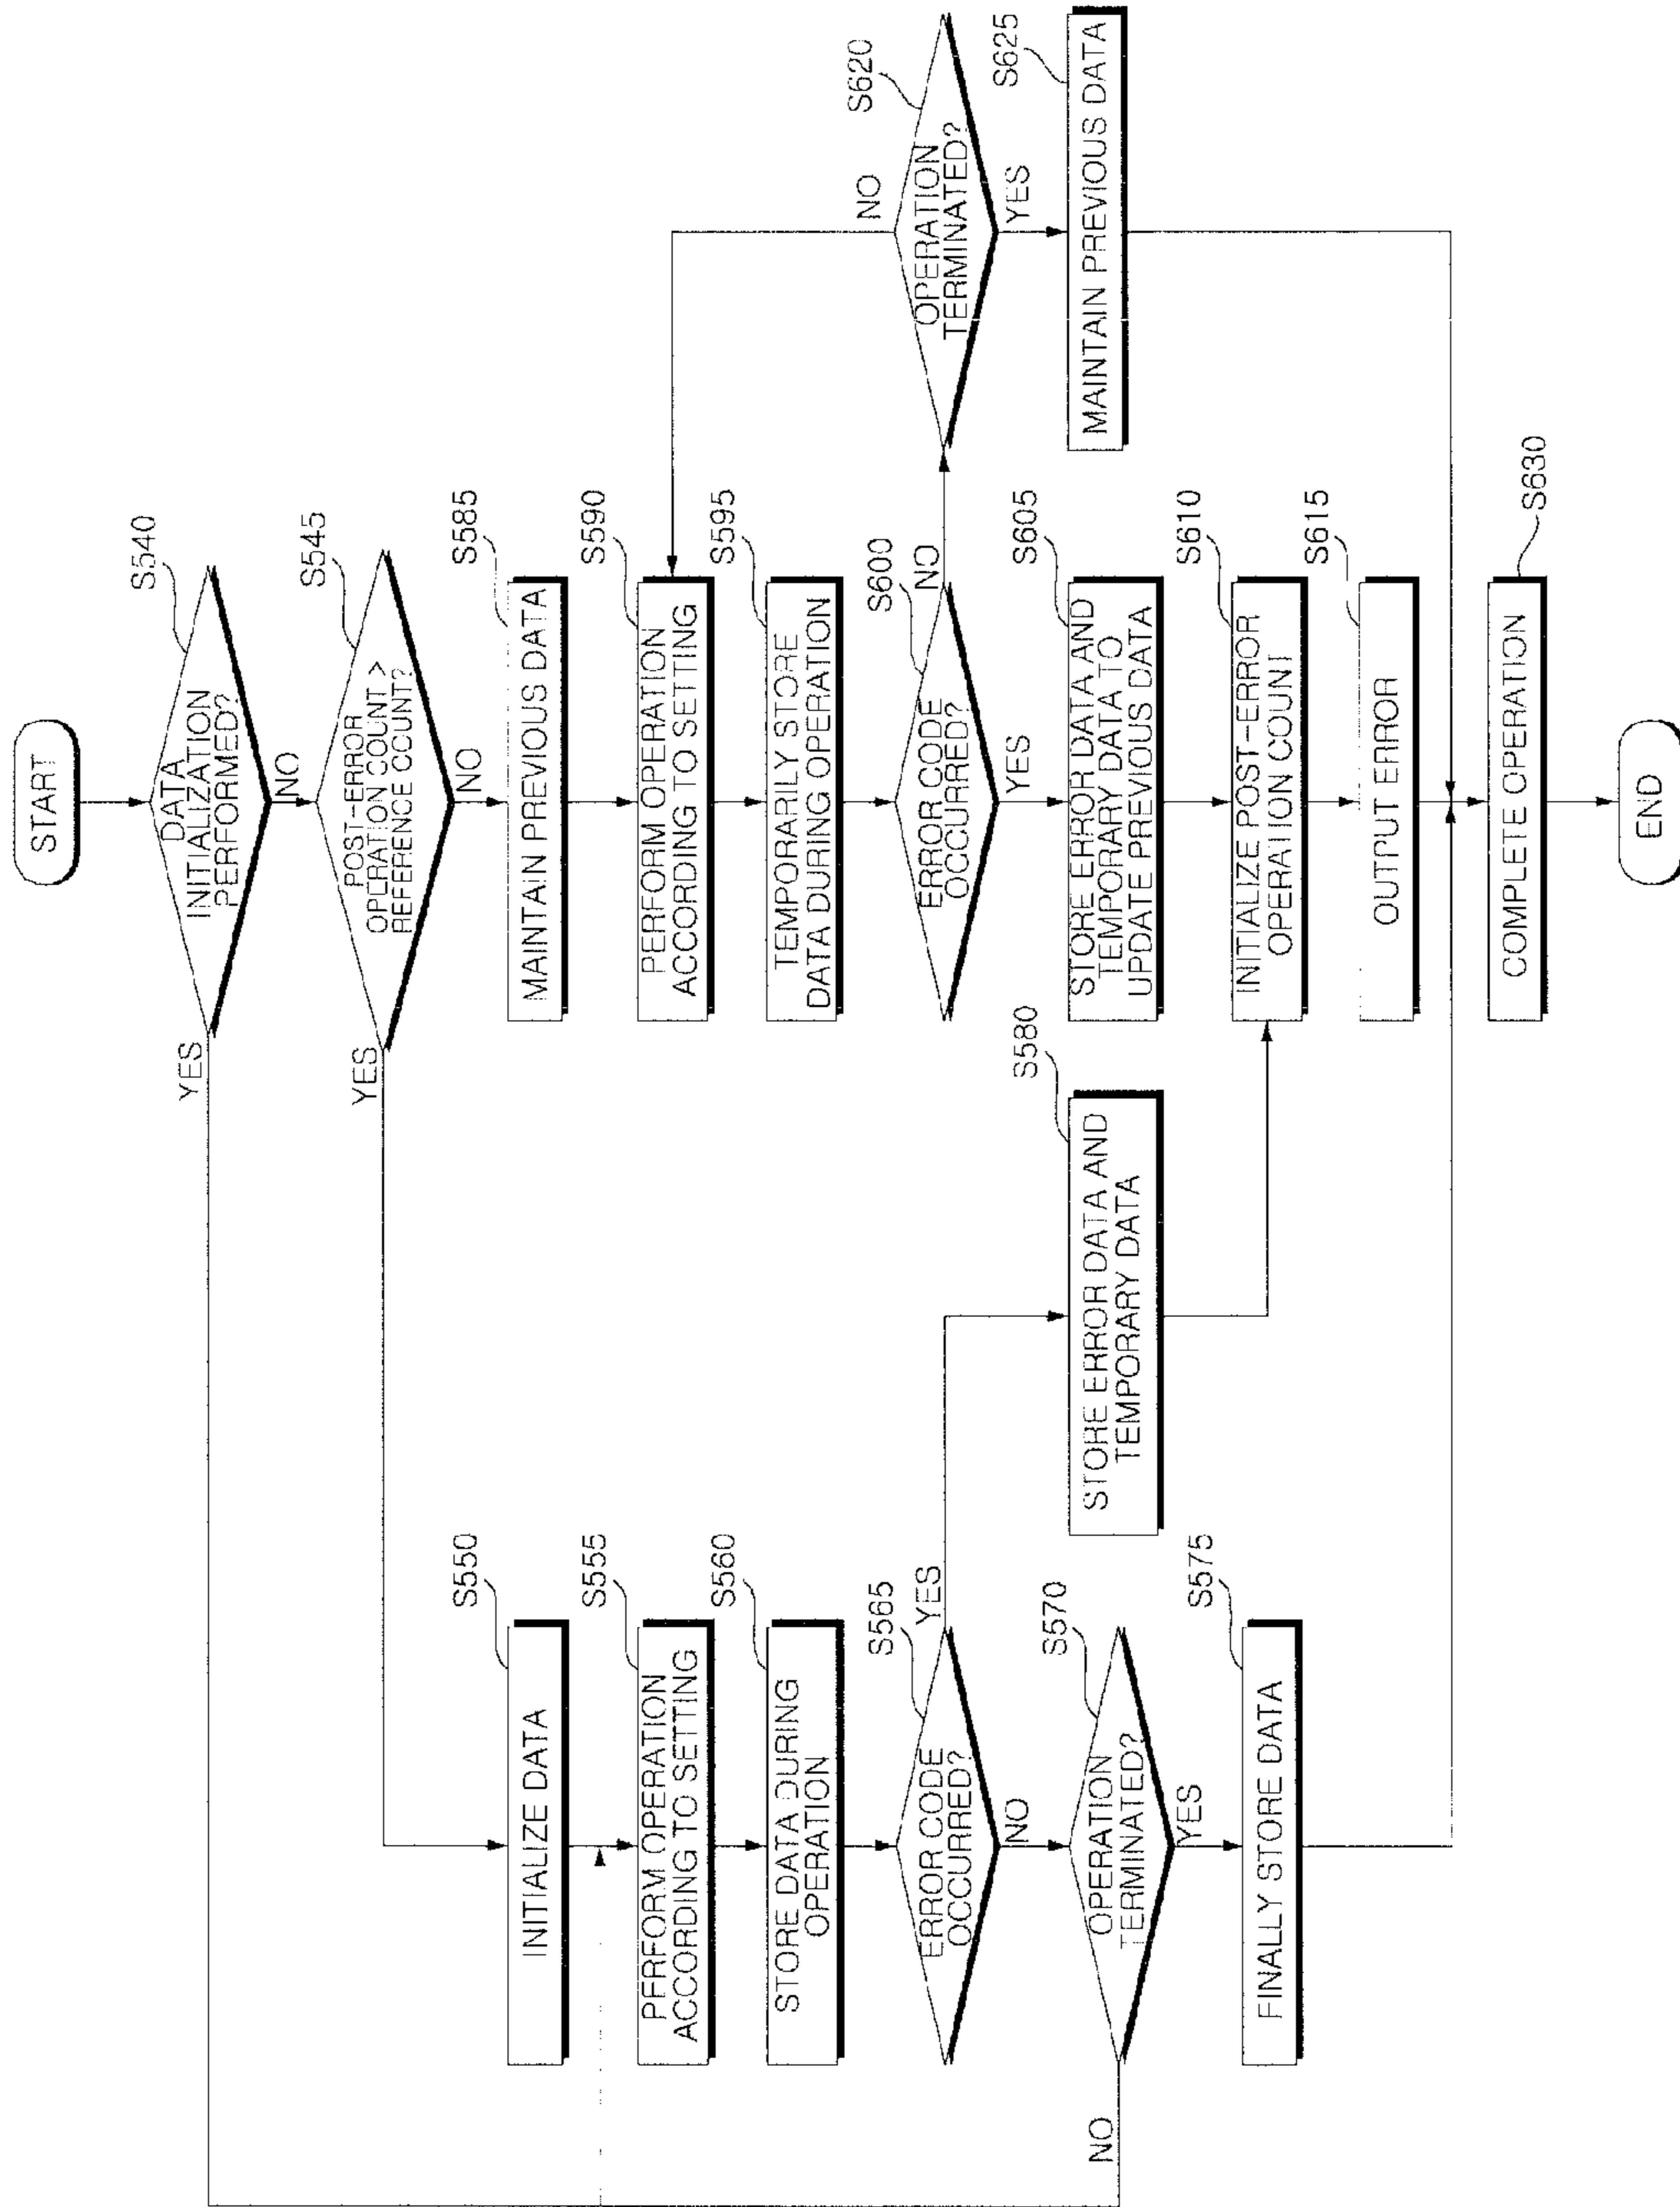 START
S540
DATA
INITIALIZATION
PERFORMED?
YES
NO
S545
POST-ERROR
OPERATION COUNT >
REFERENCE COUNT?
YES
NO
S550
INITIALIZE DATA
S585
MAINTAIN PREVIOUS DATA
S555
PERFORM OPERATION
ACCORDING TO SETTING
S590
PERFORM OPERATION
ACCORDING TO SETTING
S560
STORE DATA DURING
OPERATION
S595
TEMPORARILY STORE
DATA DURING OPERATION
S565
ERROR CODE
OCCURRED?
YES
NO
S600
ERROR CODE
OCCURRED?
NO
YES
S620
OPERATION
TERMINATED?
NO
YES
S570
OPERATION
TERMINATED?
NO
YES
S580
STORE ERROR DATA AND
TEMPORARY DATA
S605
STORE ERROR DATA AND
TEMPORARY DATA TO
UPDATE PREVIOUS DATA
S625
MAINTAIN PREVIOUS DATA
S575
FINALLY STORE DATA
S610
INITIALIZE POST-ERROR
OPERATION COUNT
S615
OUTPUT ERROR
S630
COMPLETE OPERATION
END